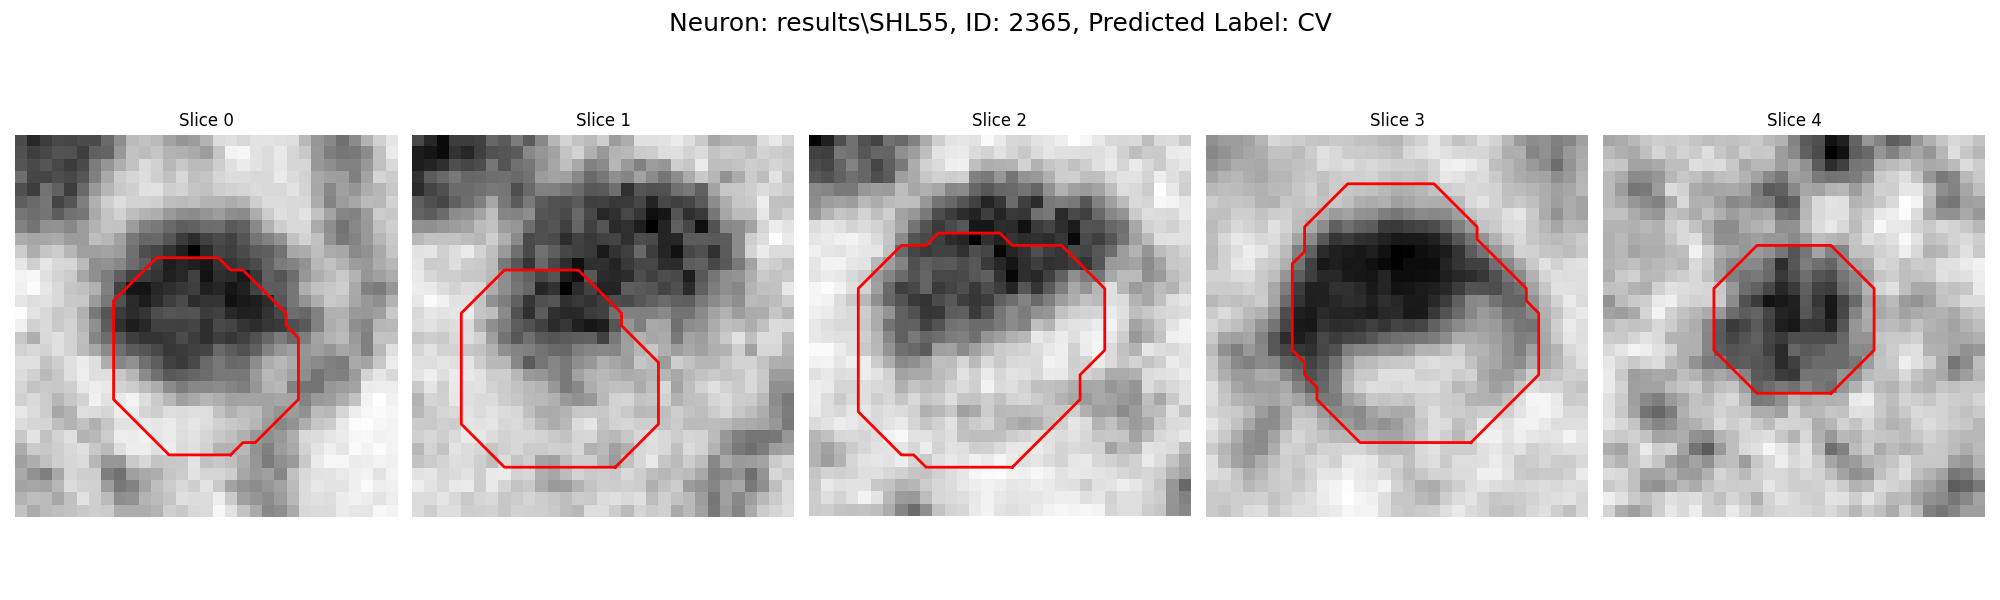 Neuron: results\SHL55, ID: 2365, Predicted Label: CV
Slice 0
Slice 1
Slice 2
Slice 3
Slice 4